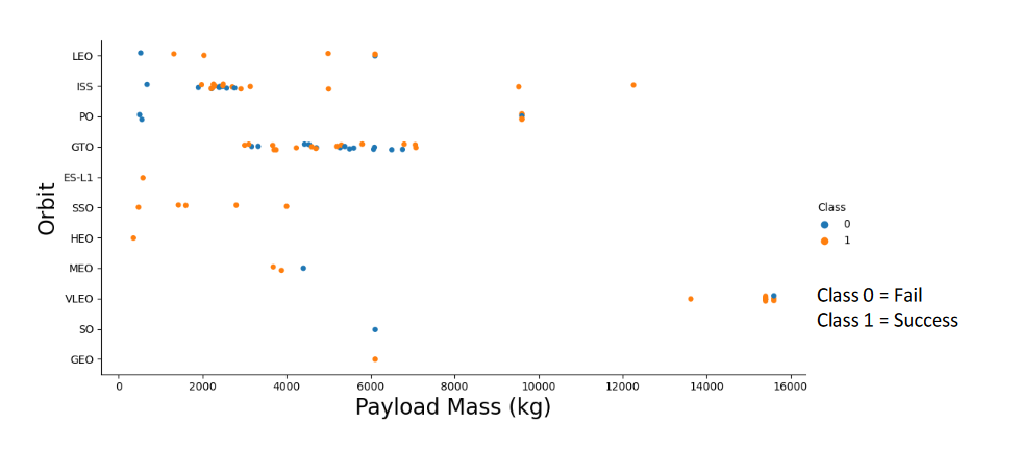 LEO
ISS
PO
GTO
ES-L1
SSO
HEO
MEO
VLEO
SO
GEO
Orbit
0
2000
4000
6000
8000
10000
12000
14000
16000
Payload Mass (kg)
Class
0
1
Class 0 = Fail
Class 1 = Success